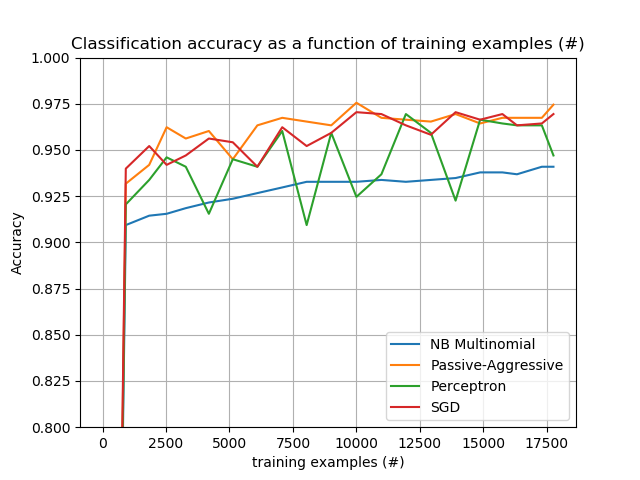 Classification accuracy as a function of training examples (#)
1.000
0.975
0.950
0.925
0.900
0.875
0.850
0.825
0.800
Accuracy
NB Multinomial
Passive-Aggressive
Perceptron
SGD
0 2500 5000 7500 10000 12500 15000 17500
training examples (#)